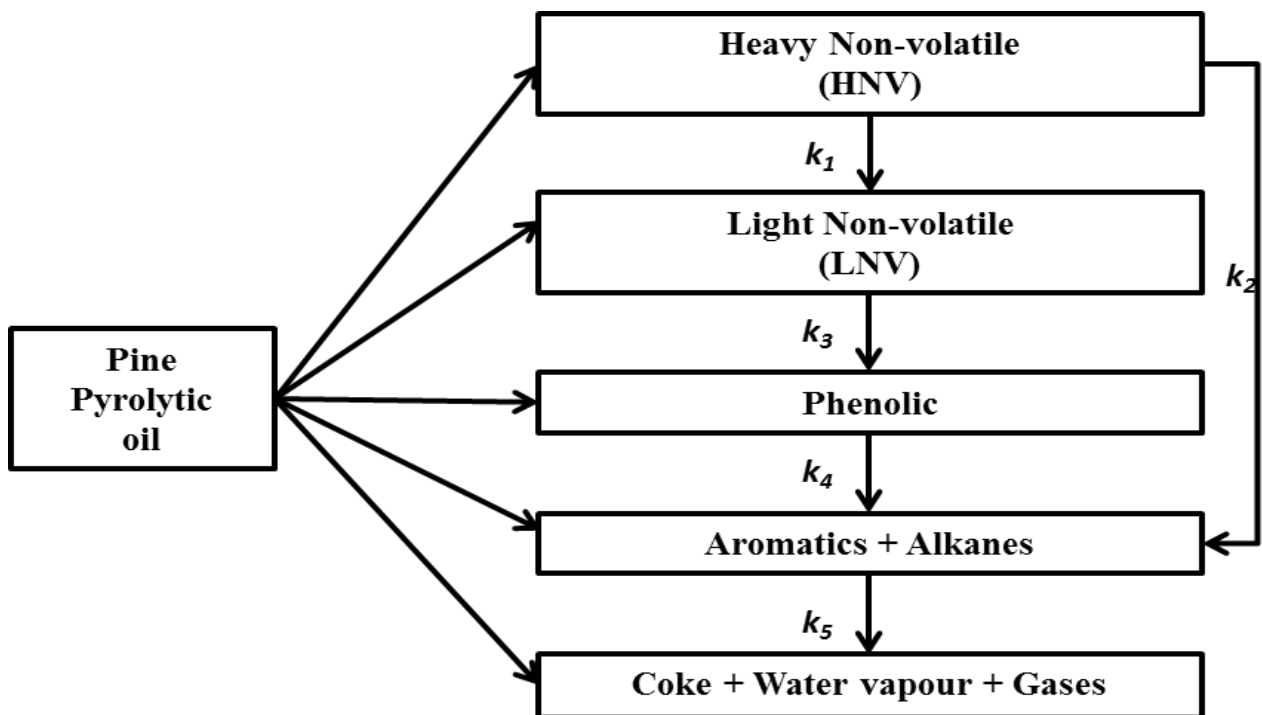 Heavy Non-volatile
(HNV)
k1
Light Non-volatile
(LNV)
k2
k3
Pine
Pyrolytic
oil
Phenolic
k4
Aromatics + Alkanes
k5
Coke + Water vapour + Gases